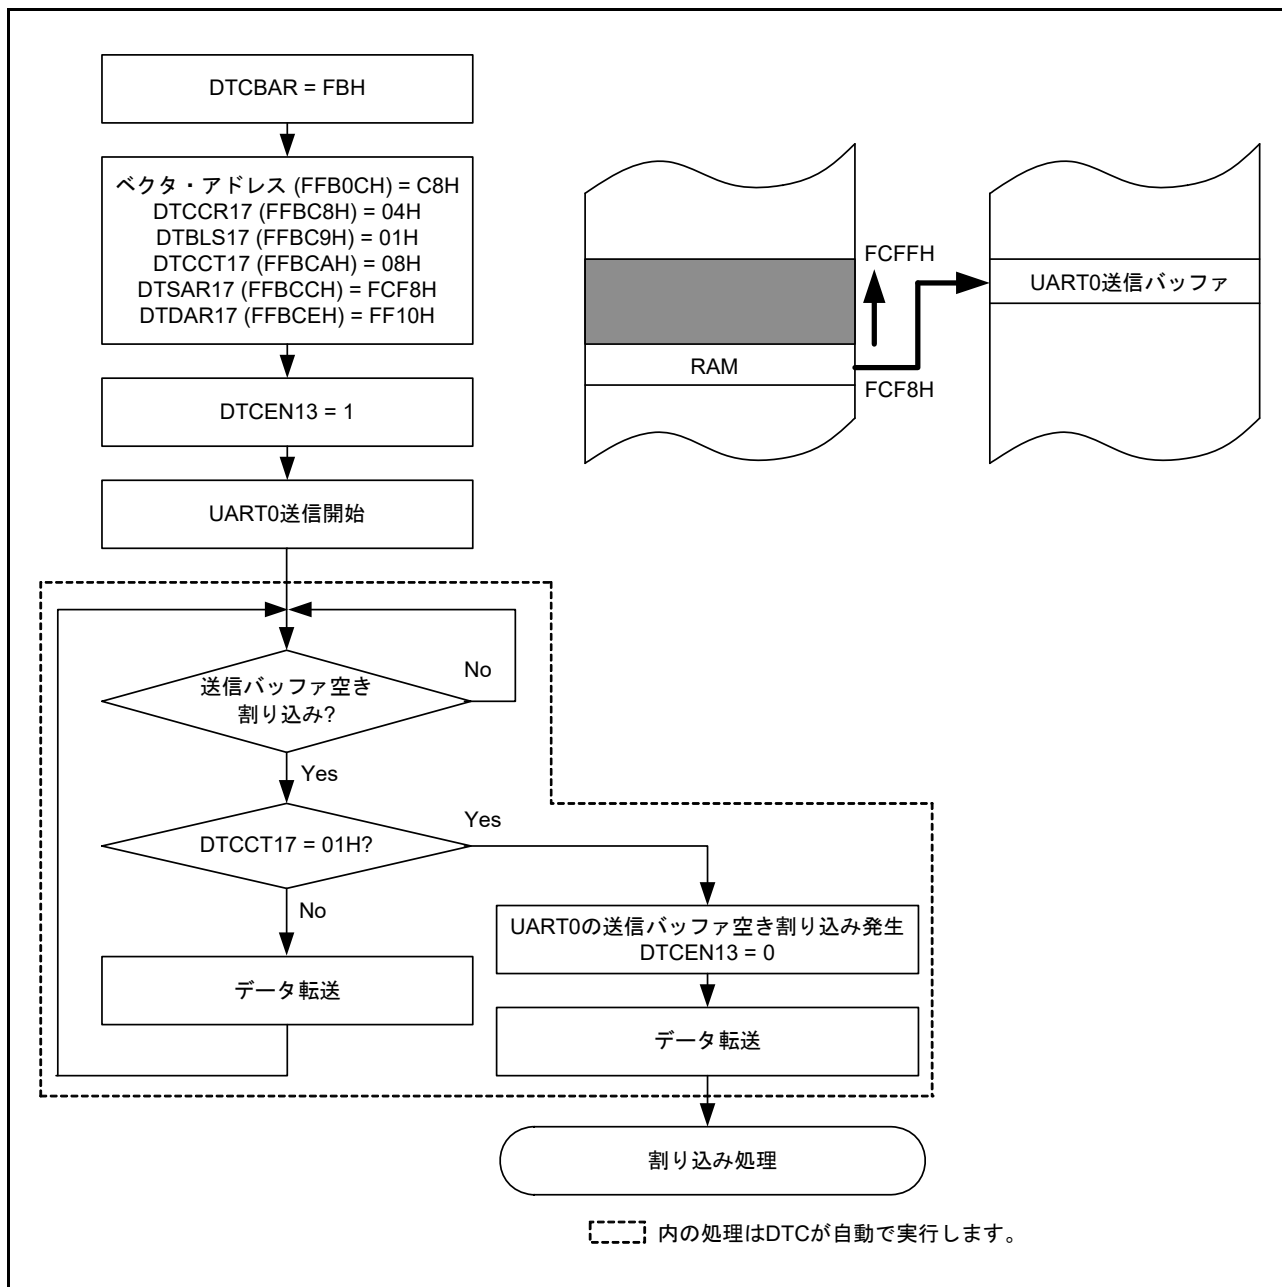 DTCBAR = FBH
ベクタ・アドレス (FFB0CH) = C8H
DTCCR17 (FFBC8H) = 04H
DTBLS17 (FFBC9H) = 01H
DTCCT17 (FFBCAH) = 08H
DTSAR17 (FFBCCH) = FCF8H
DTDAR17 (FFBCEH) = FF10H
DTCEN13 = 1
UART0送信開始
FCFFH
RAM
FCF8H
UART0送信バッファ
送信バッファ空き
割り込み?
No
Yes
DTCCT17 = 01H?
Yes
No
データ転送
UART0の送信バッファ空き割り込み発生
DTCEN13 = 0
データ転送
割り込み処理
内の処理はDTCが自動で実行します。